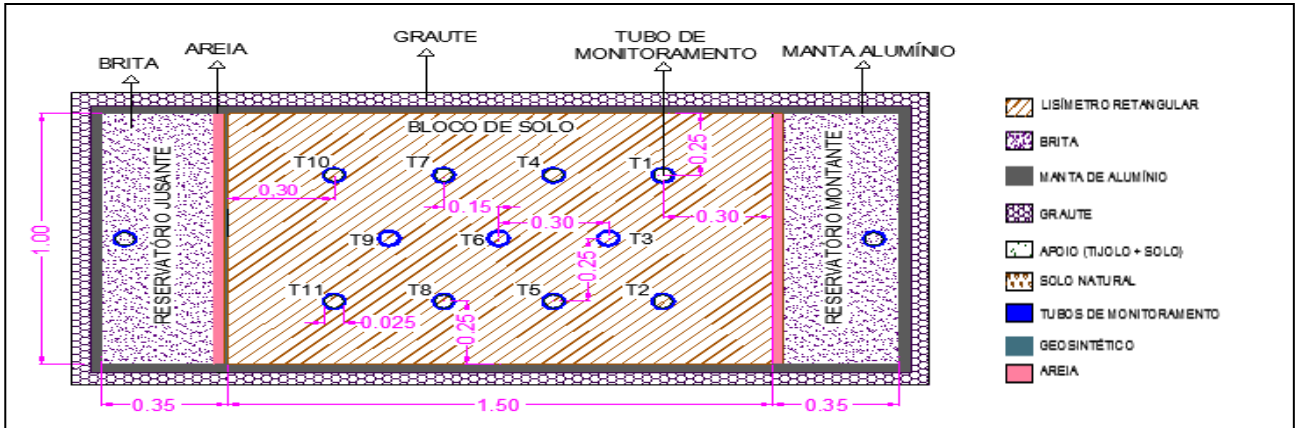 BRITA
AREIA
GRAUTE
TUBO DE
MONITORAMENTO
MANTA ALUMÍNIO
BLOCO DE SOLO
T10
T7
T4
T1
0.25
0.30
0.15
0.30
0.30
RESERVATÓRIO JUSANTE
1.00
T9
T6
T3
0.25
RESERVATÓRIO MONTANTE
T11
T8
T5
T2
0.025
0.25
0.35
1.50
0.35
LISÍMETRO RETANGULAR
BRITA
MANTA DE ALUMÍNIO
GRAUTE
APOIO (TIJOLO + SOLO)
SOLO NATURAL
TUBOS DE MONITORAMENTO
GEOSINTÉTICO
AREIA